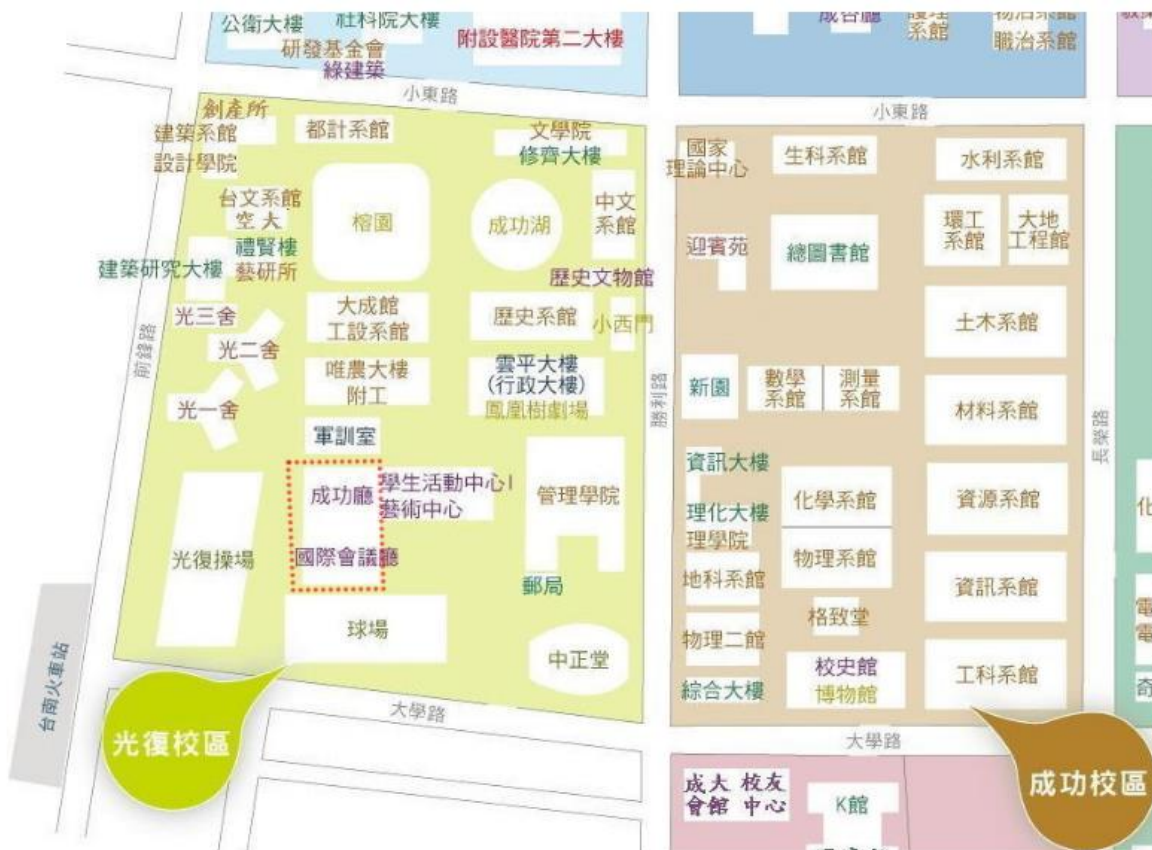 公衛大樓
社科院大樓
研發基金會
綠建築
附設醫院第二大樓
成杏廳
護理
系館
物治系館
職治系館
小東路
小東路
創產所
建築系館
設計學院
都計系館
文學院
修齊大樓
台文系館
空大
榕園
成功湖
中文
系館
禮賢樓
藝研所
建築研究大樓
歷史文物館
光三舍
大成館
工設系館
歷史系館
小西門
光二舍
唯農大樓
附工
雲平大樓
(行政大樓)
鳳凰樹劇場
光一舍
軍訓室
成功廳
學生活動中心I
藝術中心
管理學院
國際會議廳
光復操場
郵局
球場
中正堂
前鋒路
勝利路
長榮路
台南火車站
大學路
光復校區
國家
理論中心
生科系館
水利系館
迎賓苑
總圖書館
環工
系館
大地
工程館
土木系館
新園
數學
系館
測量
系館
材料系館
資訊大樓
化學系館
資源系館
理化大樓
理學院
物理系館
地科系館
資訊系館
格致堂
物理二館
校史館
博物館
工科系館
綜合大樓
大學路
成功校區
成大 校友
會館 中心
K館
化
電
電
奇